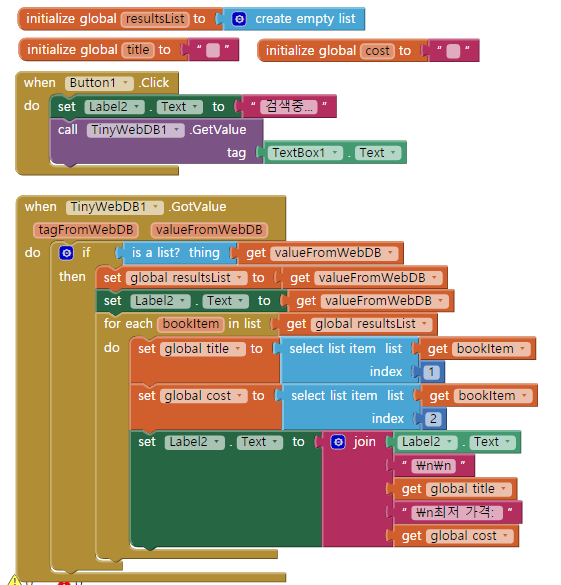 initialize global resultsList to create empty list
initialize global title to " "
initialize global cost to " "
when Button1 .Click
do set Label2 . Text to " 검색중... "
call TinyWebDB1 .GetValue
tag TextBox1 . Text
when TinyWebDB1 .GotValue
tagFromWebDB valueFromWebDB
do if is a list? thing get valueFromWebDB
then set global resultsList to get valueFromWebDB
set Label2 . Text to get valueFromWebDB
for each bookItem in list get global resultsList
do set global title to select list item list get bookItem
index 1
set global cost to select list item list get bookItem
index 2
set Label2 . Text to join Label2 . Text
" ₩n₩n "
get global title
" ₩n최저 가격: "
get global cost